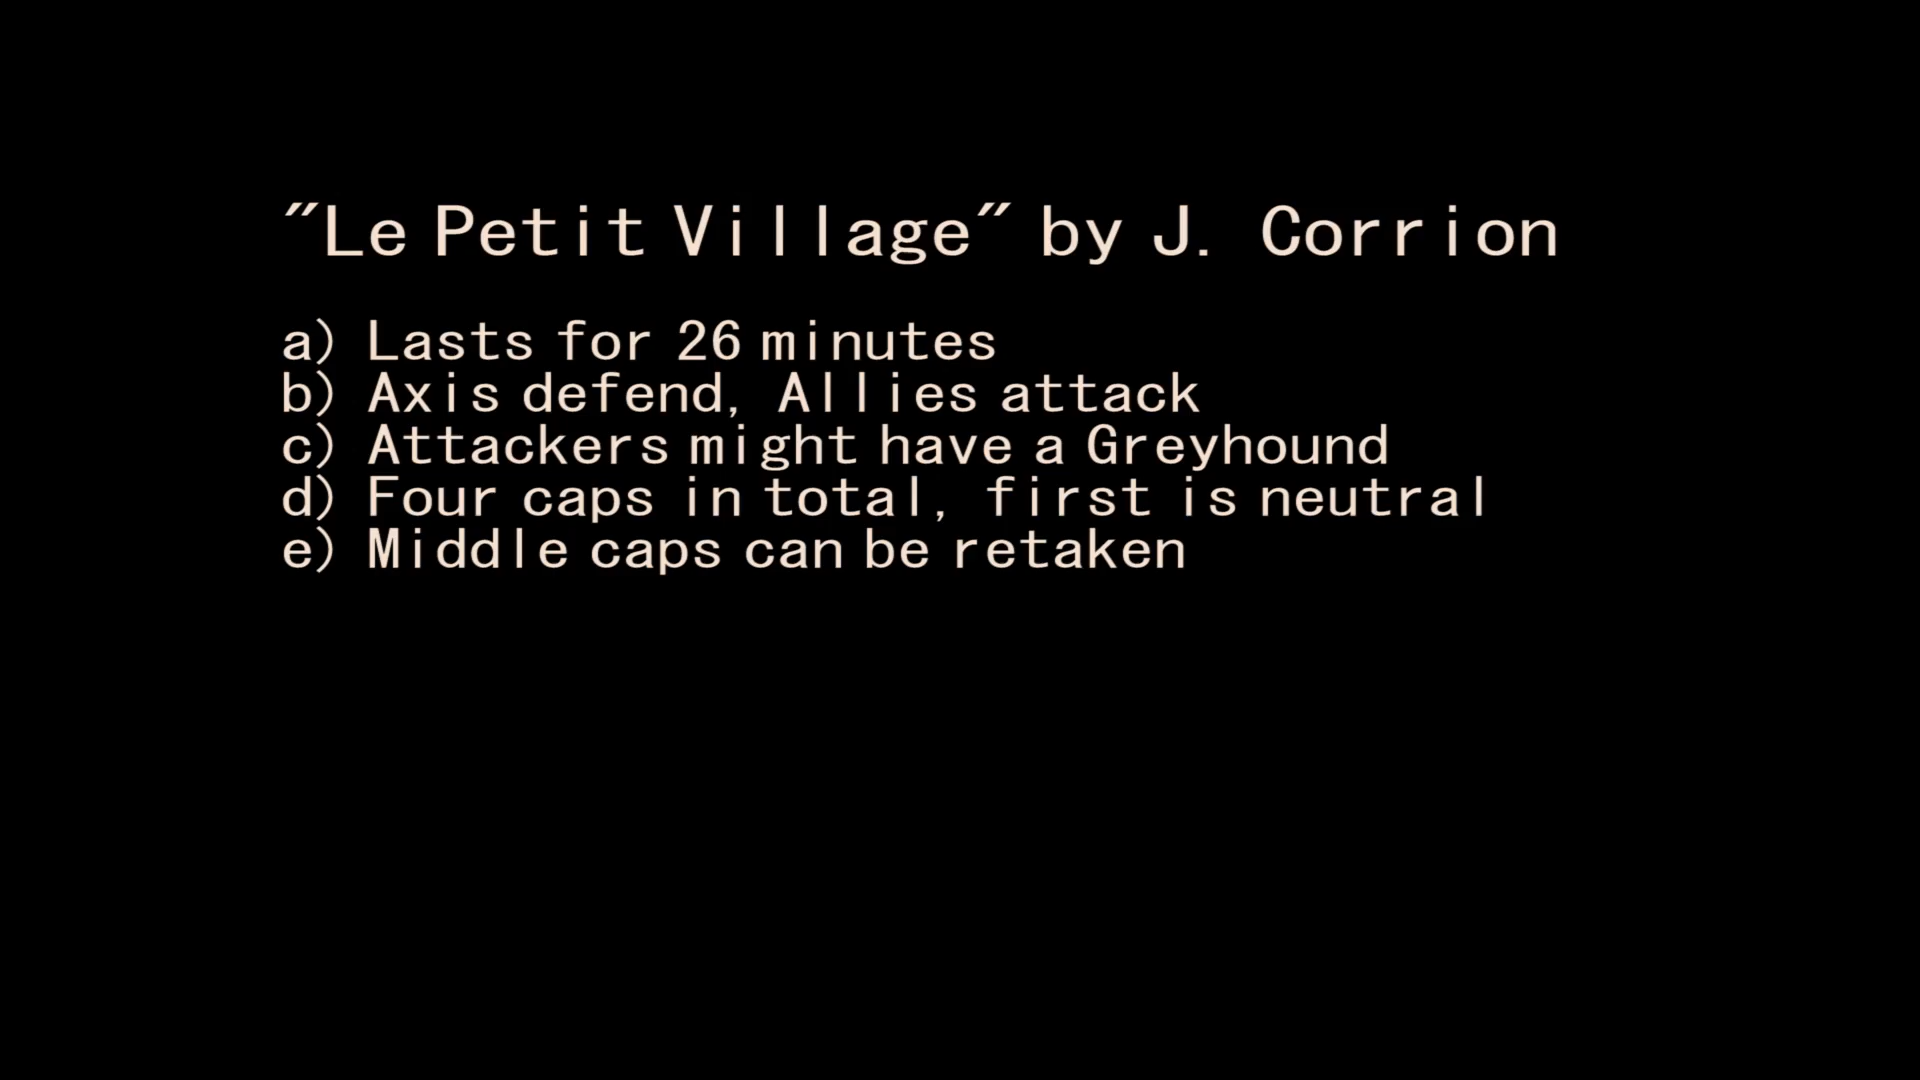 "Le Petit Village" by J. Corrion
a) Lasts for 26 minutes
b) Axis defend, Allies attack
c) Attackers might have a Greyhound
d) Four caps in total, first is neutral
e) Middle caps can be retaken